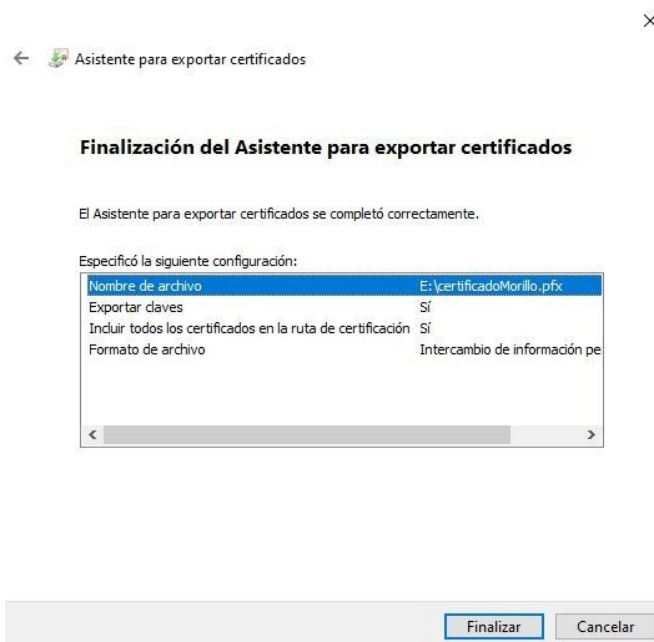 Asistente para exportar certificados
Finalización del Asistente para exportar certificados
El Asistente para exportar certificados se completó correctamente.
Especificó la siguiente configuración:
Nombre de archivo E:\certificadoMorillo.pfx
Exportar claves Sí
Incluir todos los certificados en la ruta de certificación Sí
Formato de archivo Intercambio de información pe
Finalizar Cancelar